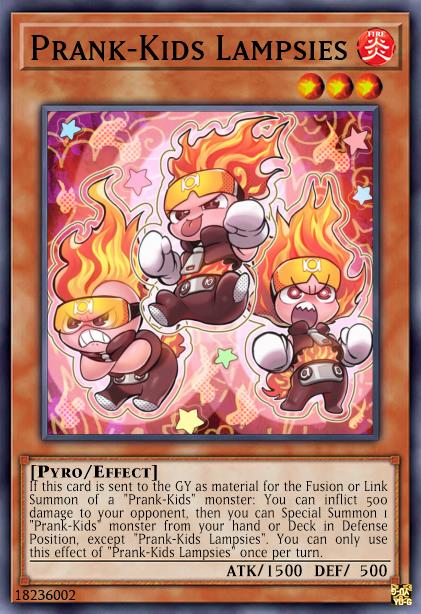 PRANK-KIDS LAMPSIES
FIRE
炎
[PYRO/EFFECT]
If this card is sent to the GY as material for the Fusion or Link
Summon of a "Prank-Kids" monster: You can inflict 500
damage to your opponent, then you can Special Summon 1
"Prank-Kids" monster from your hand or Deck in Defense
Position, except "Prank-Kids Lampsies". You can only use
this effect of "Prank-Kids Lampsies" once per turn.
ATK/1500 DEF/ 500
18236002